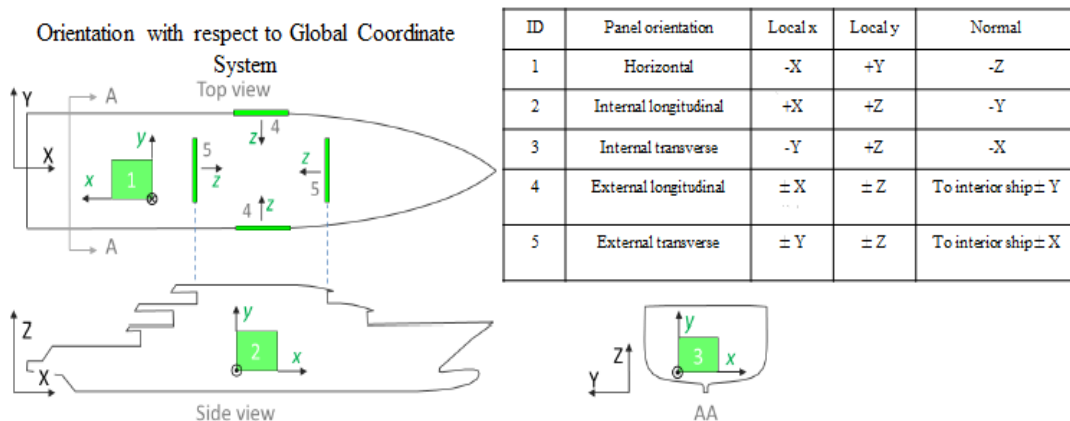 Orientation with respect to Global Coordinate
System
ID Panel orientation Local x Local y Normal
1 Horizontal -X +Y -Z
2 Internal longitudinal +X +Z -Y
3 Internal transverse -Y +Z -X
4 External longitudinal ± X ± Z To interior ship± Y
5 External transverse ± Y ± Z To interior ship± X
Top view
Y
A
X
A
x
y
1
5
z
z
4
4
z
z
5
Z
X
y
2
x
Side view
Z
Y
y
3
x
AA